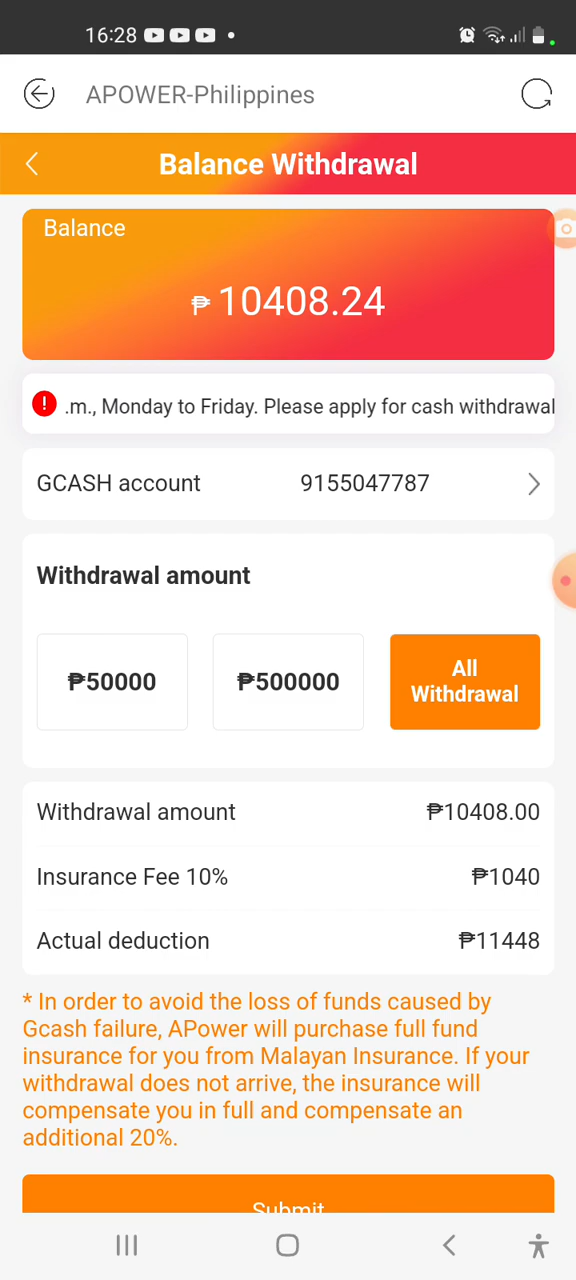 16:28
APOWER-Philippines
Balance Withdrawal
Balance
₱ 10408.24
! .m., Monday to Friday. Please apply for cash withdrawal
GCASH account 9155047787
Withdrawal amount
₱50000 ₱500000 All
Withdrawal
Withdrawal amount ₱10408.00
Insurance Fee 10% ₱1040
Actual deduction ₱11448
* In order to avoid the loss of funds caused by
Gcash failure, APower will purchase full fund
insurance for you from Malayan Insurance. If your
withdrawal does not arrive, the insurance will
compensate you in full and compensate an
additional 20%.
Submit